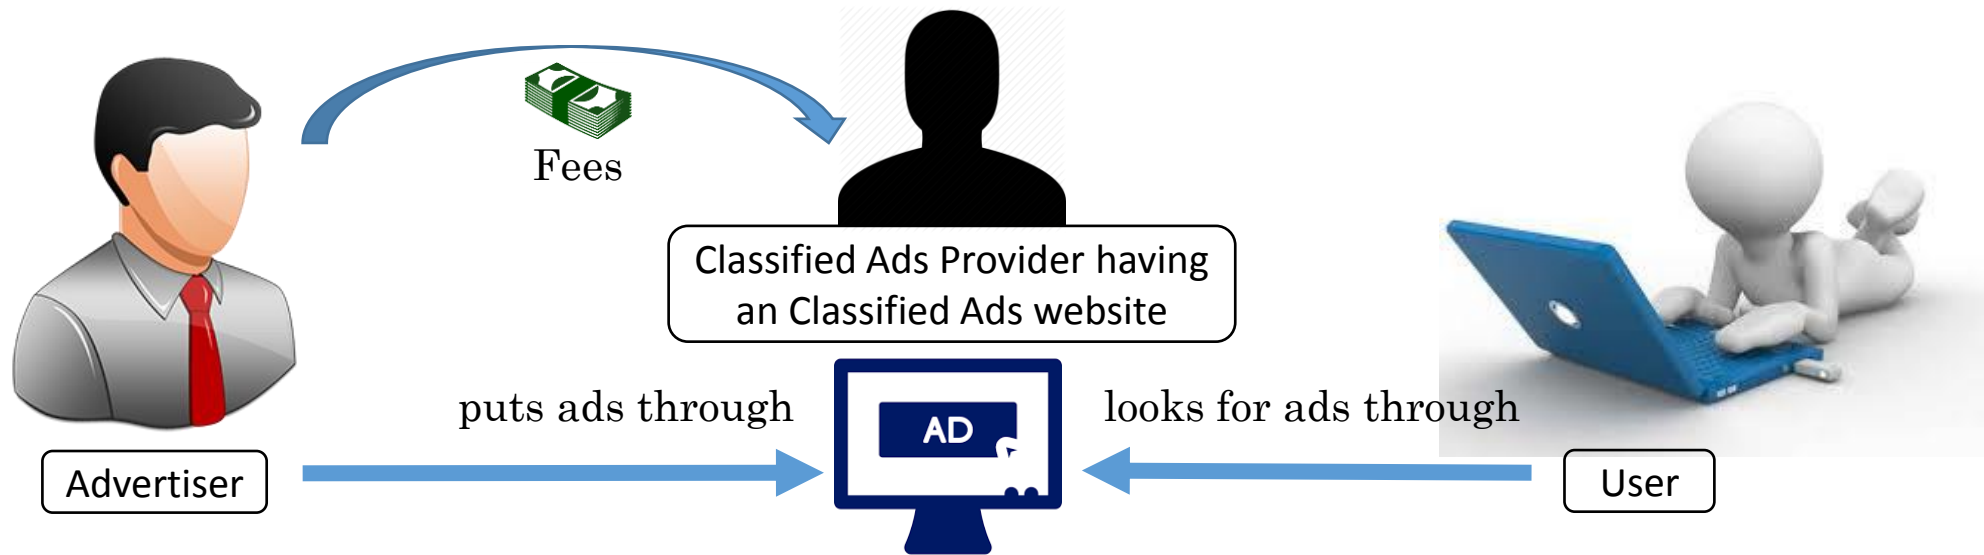 Fees
Classified Ads Provider having
an Classified Ads website
puts ads through
AD
looks for ads through
Advertiser
User